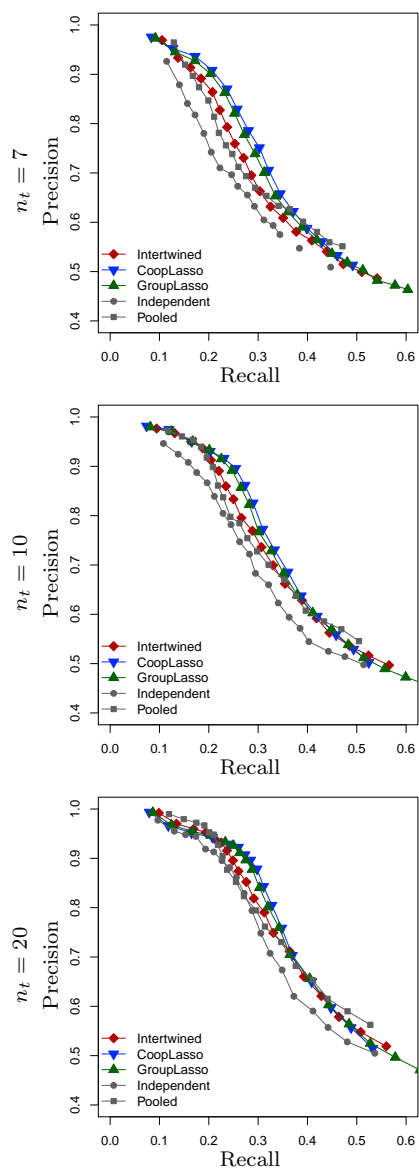 1.0
0.9
0.8
0.7
0.6
0.5
0.4
n_t = 7
Precision
Intertwined
CoopLasso
GroupLasso
Independent
Pooled
0.0 0.1 0.2 0.3 0.4 0.5 0.6
Recall
1.0
0.9
0.8
0.7
0.6
0.5
0.4
n_t = 10
Precision
Intertwined
CoopLasso
GroupLasso
Independent
Pooled
0.0 0.1 0.2 0.3 0.4 0.5 0.6
Recall
1.0
0.9
0.8
0.7
0.6
0.5
0.4
n_t = 20
Precision
Intertwined
CoopLasso
GroupLasso
Independent
Pooled
0.0 0.1 0.2 0.3 0.4 0.5 0.6
Recall